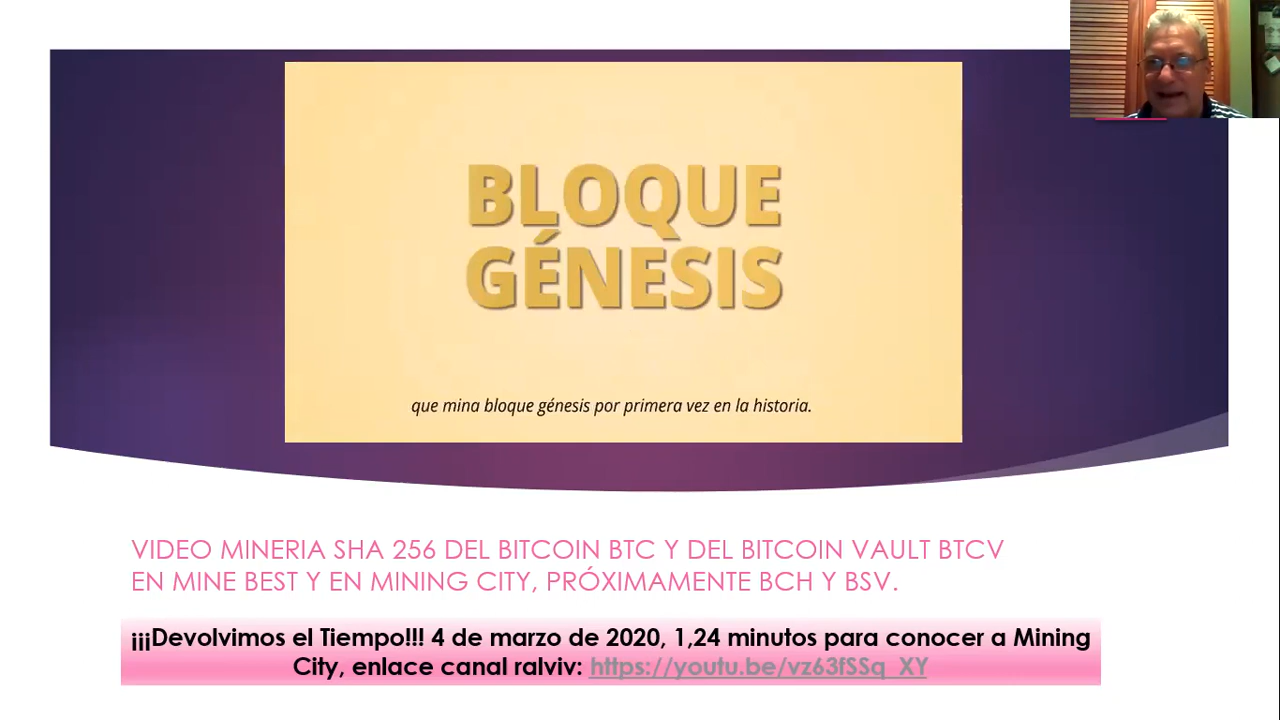 BLOQUE
GÉNESIS
que mina bloque génesis por primera vez en la historia.
VIDEO MINERIA SHA 256 DEL BITCOIN BTC Y DEL BITCOIN VAULT BTCV
EN MINE BEST Y EN MINING CITY, PRÓXIMAMENTE BCH Y BSV.
¡¡¡Devolvimos el Tiempo!!! 4 de marzo de 2020, 1,24 minutos para conocer a Mining
City, enlace canal ralviv: https://youtu.be/vz63fSSq_XY